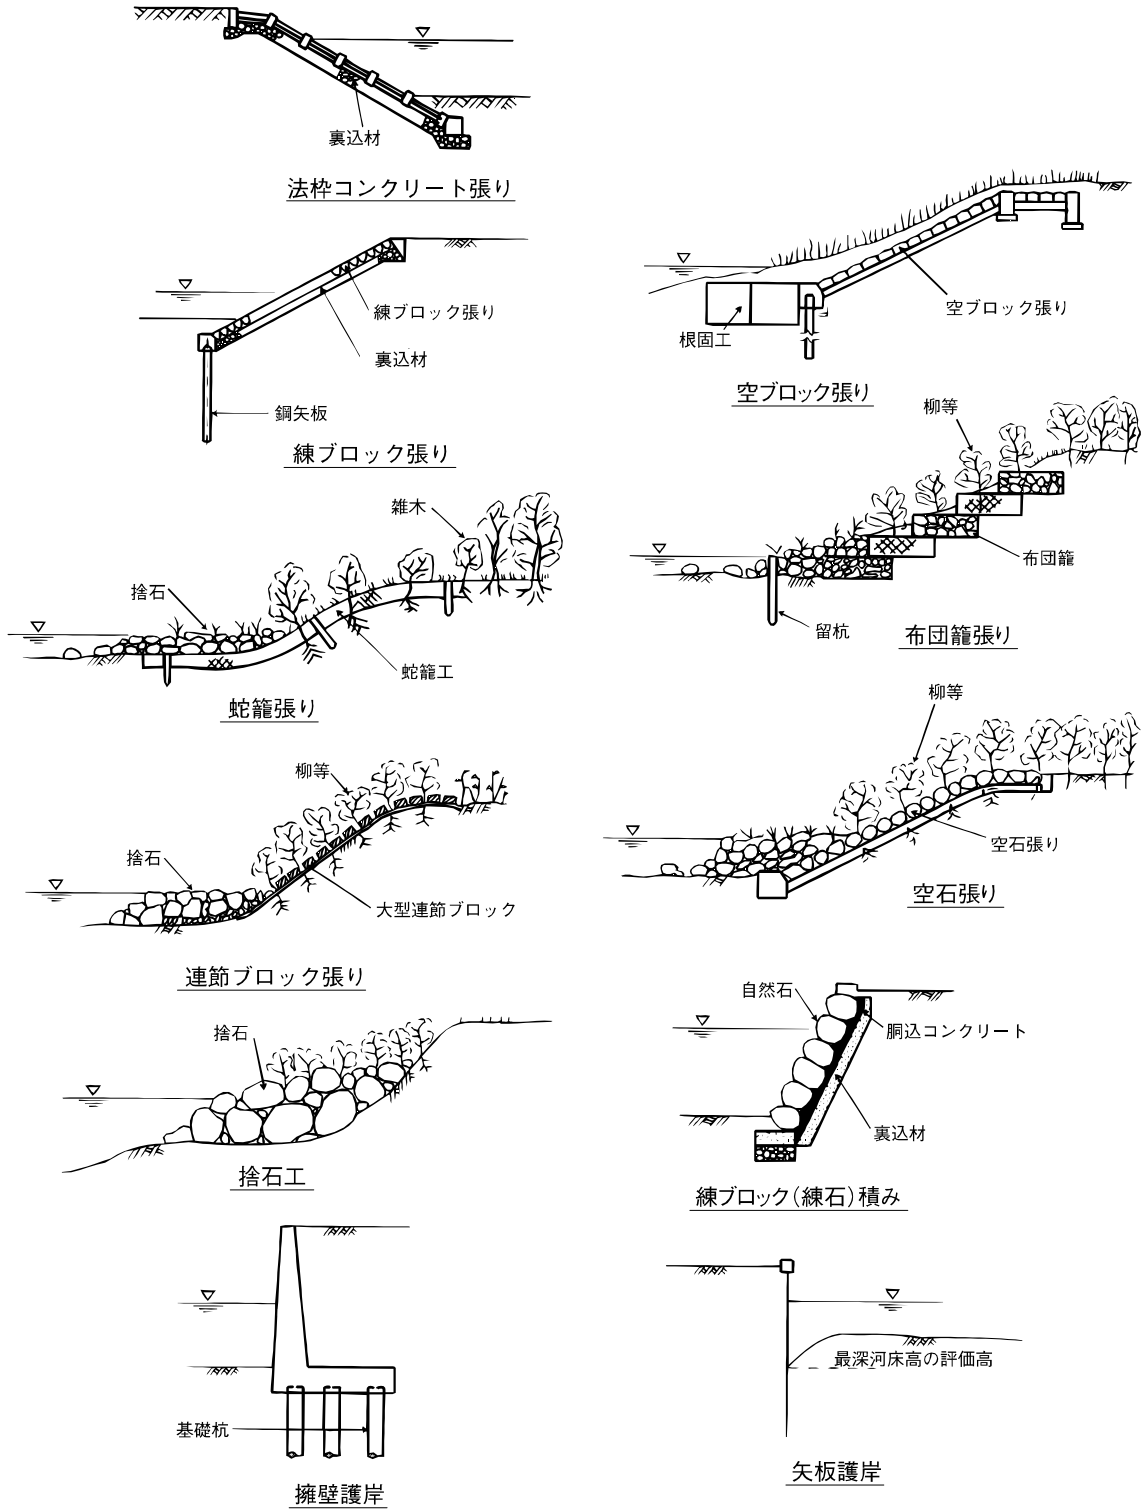 裏込材
法枠コンクリート張り
練ブロック張り
裏込材
鋼矢板
練ブロック張り
雑木
捨石
蛇籠工
蛇籠張り
柳等
捨石
大型連節ブロック
連節ブロック張り
捨石
捨石工
基礎杭
擁壁護岸
空ブロック張り
根固工
空ブロック張り
柳等
布団籠
留杭
布団籠張り
柳等
空石張り
空石張り
自然石
胴込コンクリート
裏込材
練ブロック(練石)積み
最深河床高の評価高
矢板護岸